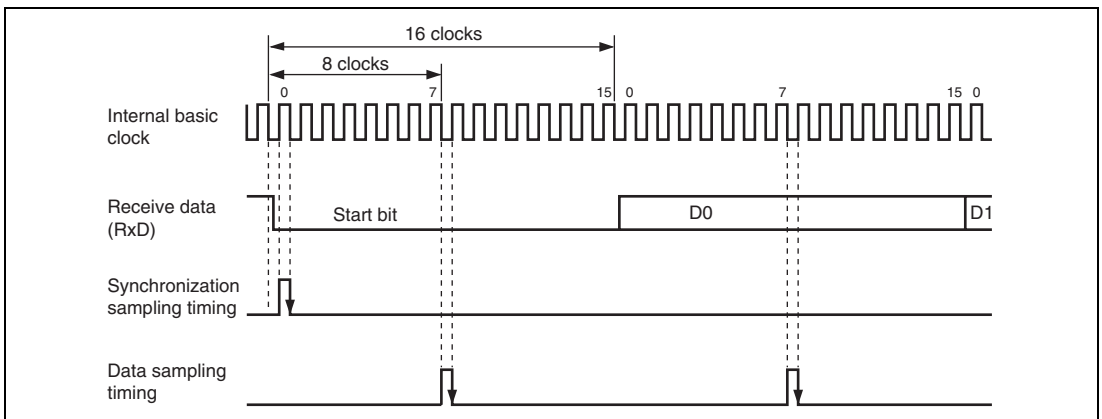 16 clocks
8 clocks
0 7 15 0 7 15 0
Internal basic
clock
Receive data
(RxD)
Start bit D0 D1
Synchronization
sampling timing
Data sampling
timing